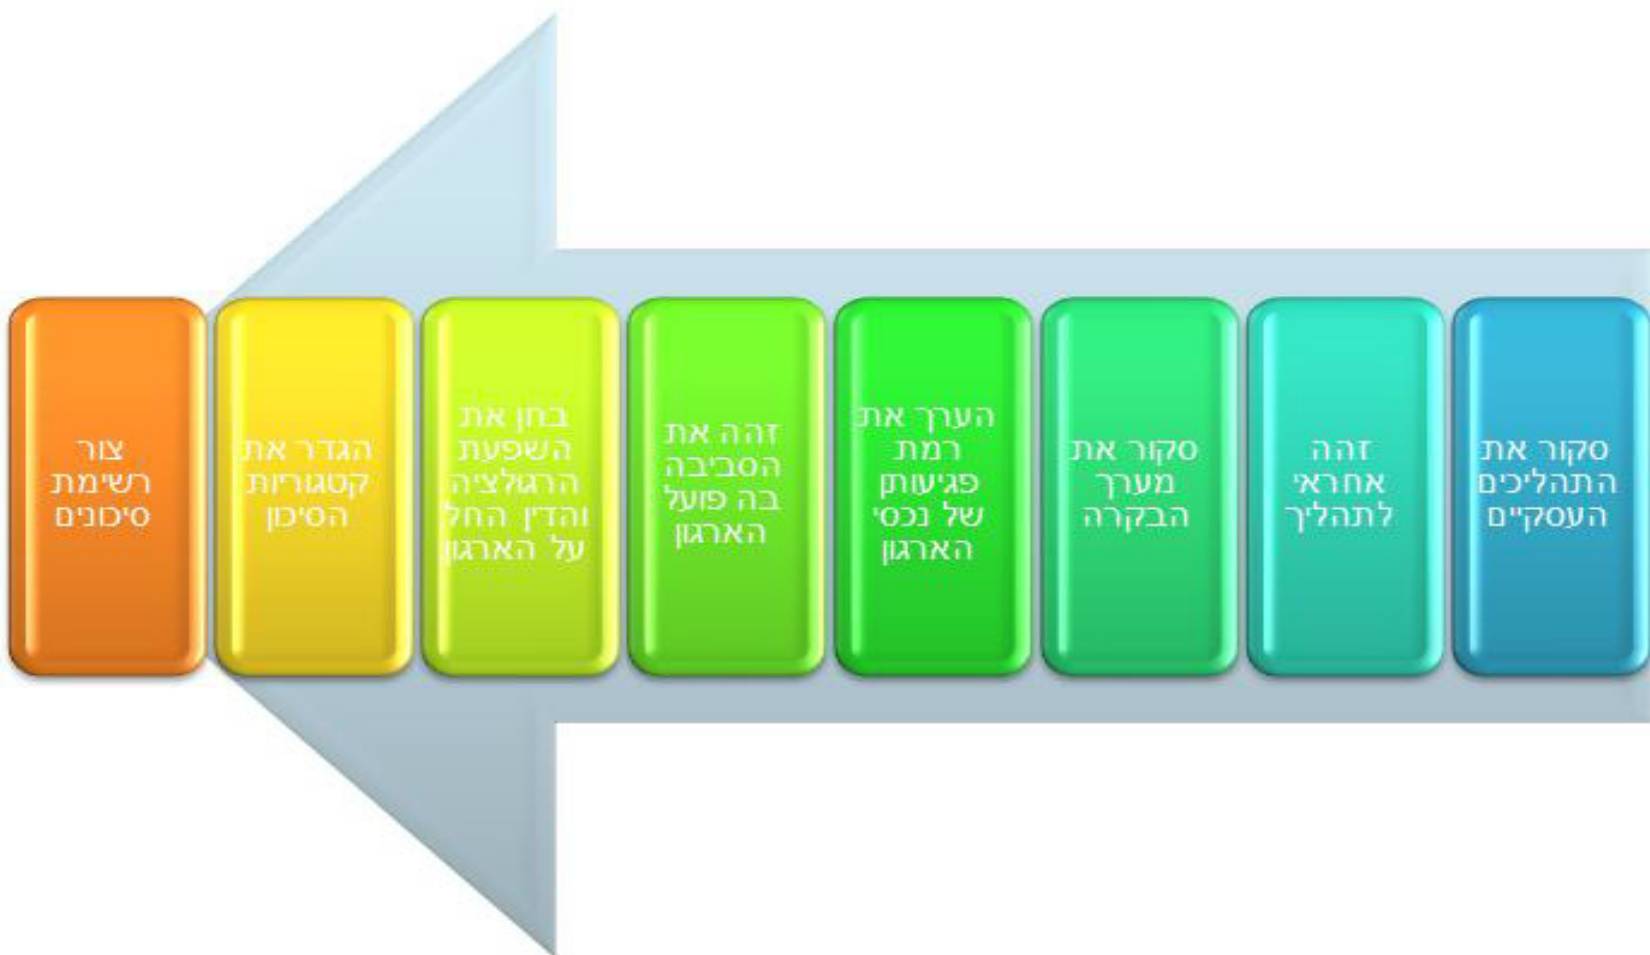 סקור את
התהליכים
העסקיים
זהה
אחראי
לתהליך
סקור את
מערך
הבקרה
הערך את
רמת
פגיעותן
של נכסי
הארגון
זהה את
הסביבה
בה פועל
הארגון
בחן את
השפעת
הרגולציה
והדין החל
על הארגון
הגדר את
קטגוריות
הסיכון
צור
רשימת
סיכונים